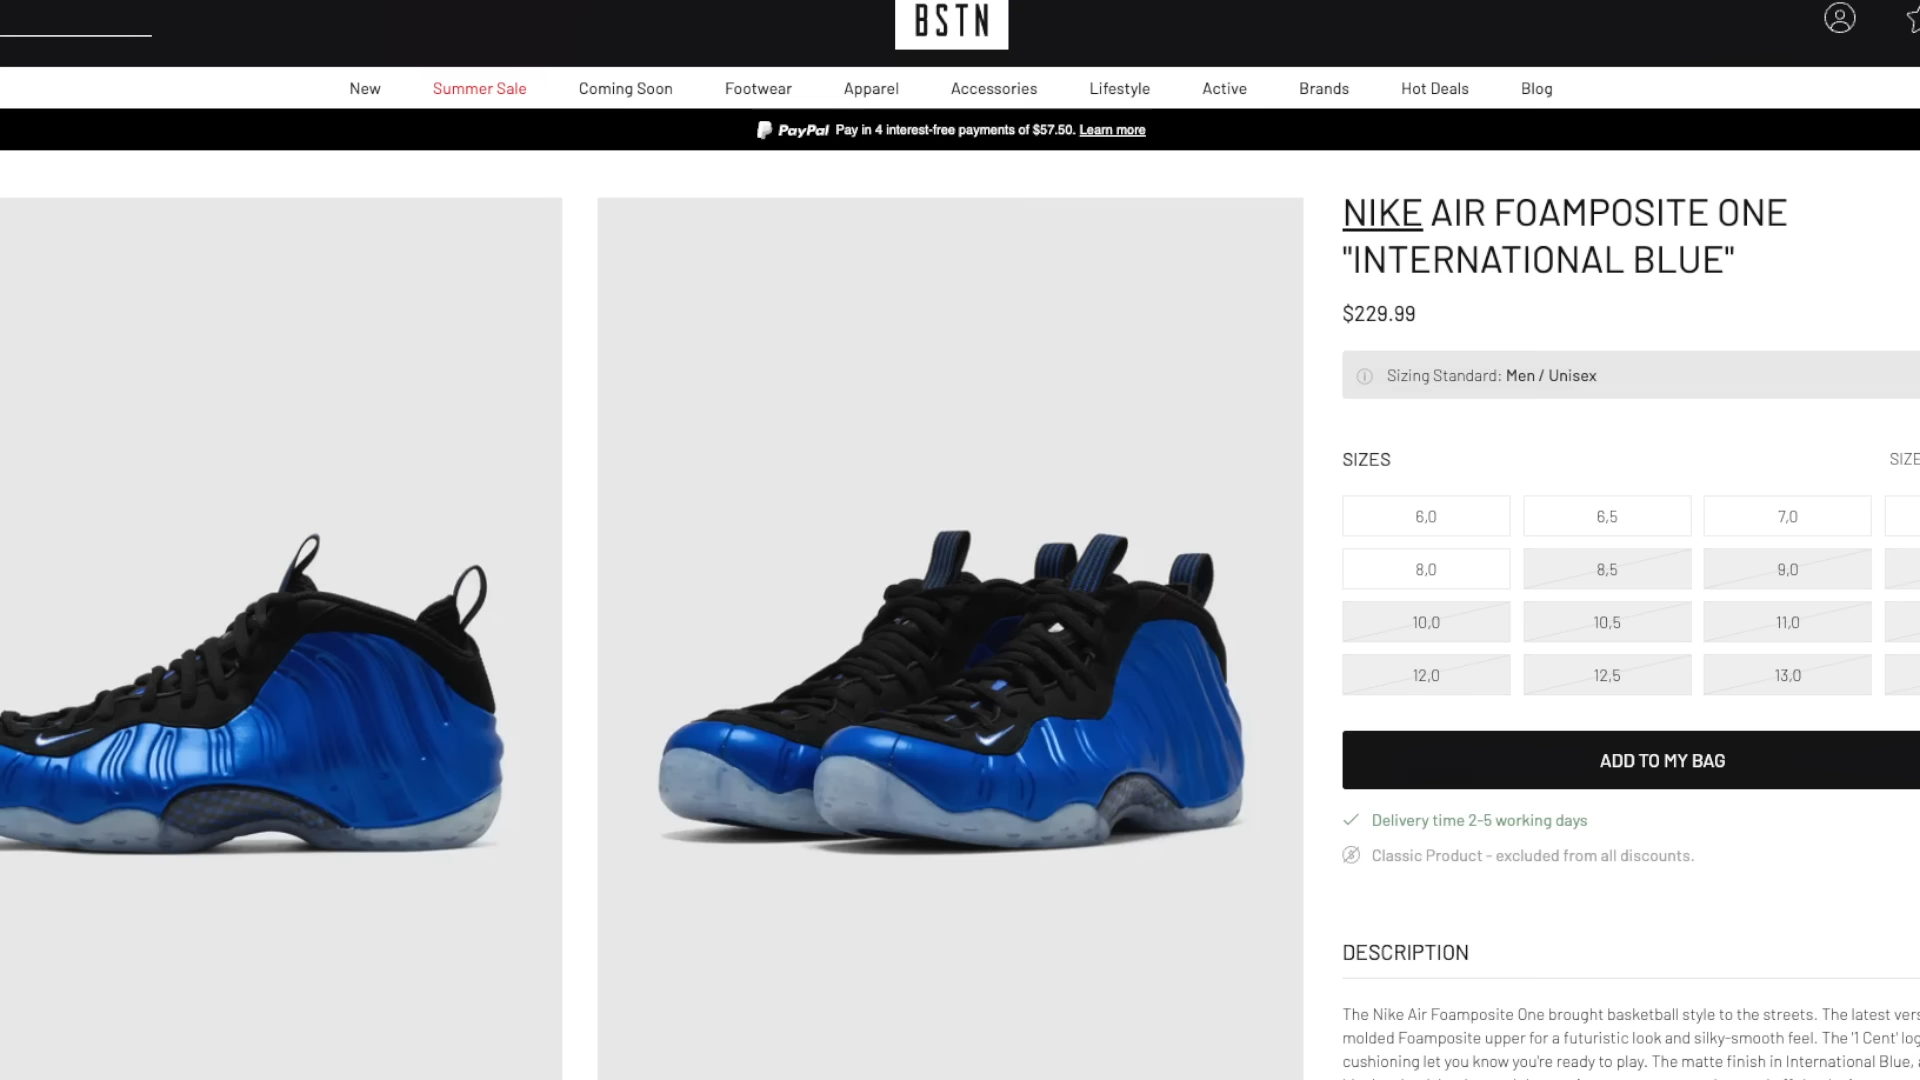 BSTN
New Summer Sale Coming Soon Footwear Apparel Accessories Lifestyle Active Brands Hot Deals Blog
PayPal Pay in 4 interest-free payments of $57.50. Learn more
NIKE AIR FOAMPOSITE ONE
"INTERNATIONAL BLUE"
$229.99
Sizing Standard: Men / Unisex
SIZES SIZE
6,0 6,5 7,0
8,0 8,5 9,0
10,0 10,5 11,0
12,0 12,5 13,0
ADD TO MY BAG
Delivery time 2-5 working days
Classic Product - excluded from all discounts.
DESCRIPTION
The Nike Air Foamposite One brought basketball style to the streets. The latest vers
molded Foamposite upper for a futuristic look and silky-smooth feel. The '1 Cent' log
cushioning let you know you're ready to play. The matte finish in International Blue,